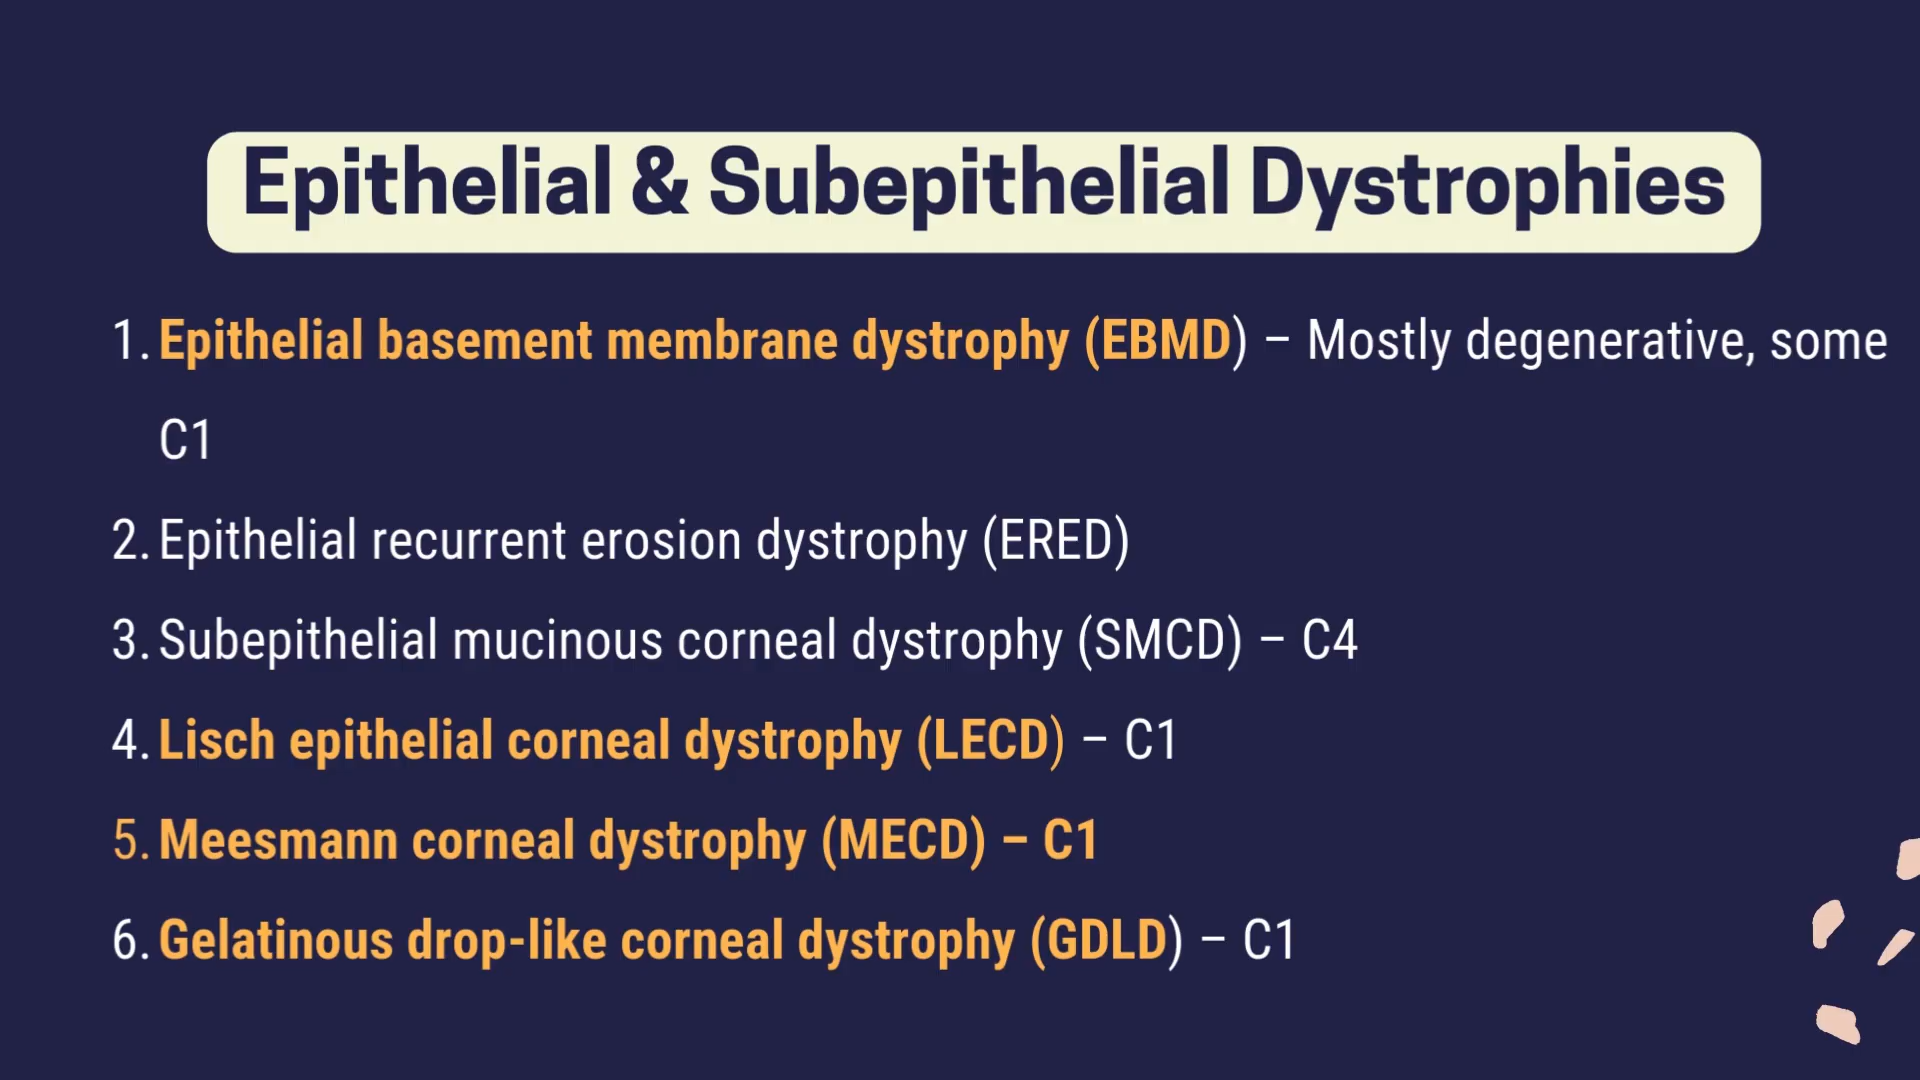 Epithelial & Subepithelial Dystrophies
1. Epithelial basement membrane dystrophy (EBMD) – Mostly degenerative, some
C1
2. Epithelial recurrent erosion dystrophy (ERED)
3. Subepithelial mucinous corneal dystrophy (SMCD) – C4
4. Lisch epithelial corneal dystrophy (LECD) – C1
5. Meesmann corneal dystrophy (MECD) – C1
6. Gelatinous drop-like corneal dystrophy (GDLD) – C1